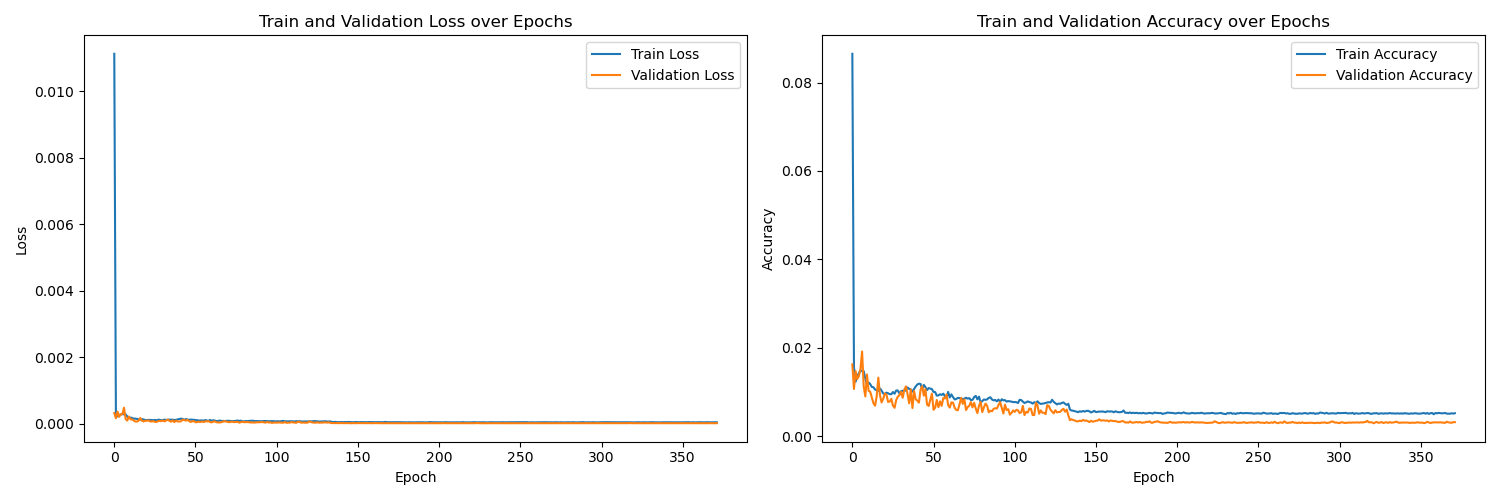 Train and Validation Loss over Epochs
Train Loss
Validation Loss
0.010
0.008
0.006
0.004
0.002
0.000
Loss
0 50 100 150 200 250 300 350
Epoch
Train and Validation Accuracy over Epochs
Train Accuracy
Validation Accuracy
0.08
0.06
0.04
0.02
0.00
Accuracy
0 50 100 150 200 250 300 350
Epoch